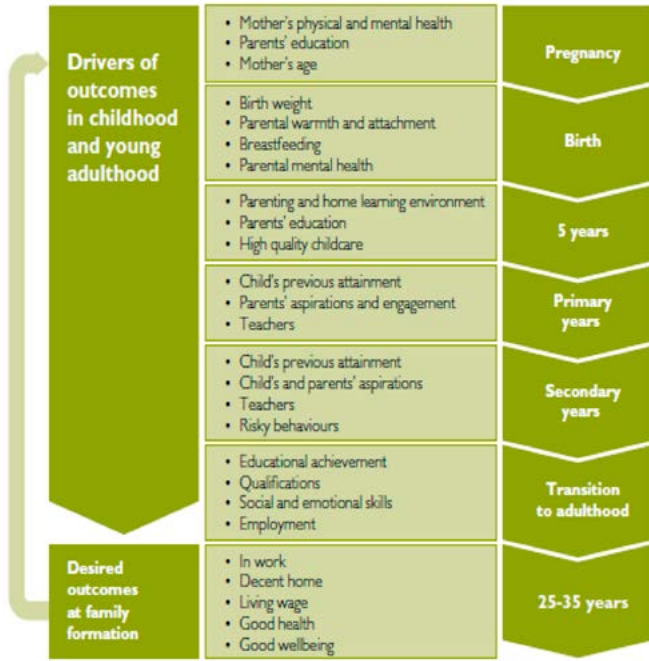 Drivers of
outcomes
in childhood
and young
adulthood
• Mother's physical and mental health
• Parents' education
• Mother's age
Pregnancy
• Birth weight
• Parental warmth and attachment
• Breastfeeding
• Parental mental health
Birth
• Parenting and home learning environment
• Parents' education
• High quality childcare
5 years
• Child's previous attainment
• Parents' aspirations and engagement
• Teachers
Primary
years
• Child's previous attainment
• Child's and parents' aspirations
• Teachers
• Risky behaviours
Secondary
years
• Educational achievement
• Qualifications
• Social and emotional skills
• Employment
Transition
to adulthood
Desired
outcomes
at family
formation
• In work
• Decent home
• Living wage
• Good health
• Good wellbeing
25-35 years